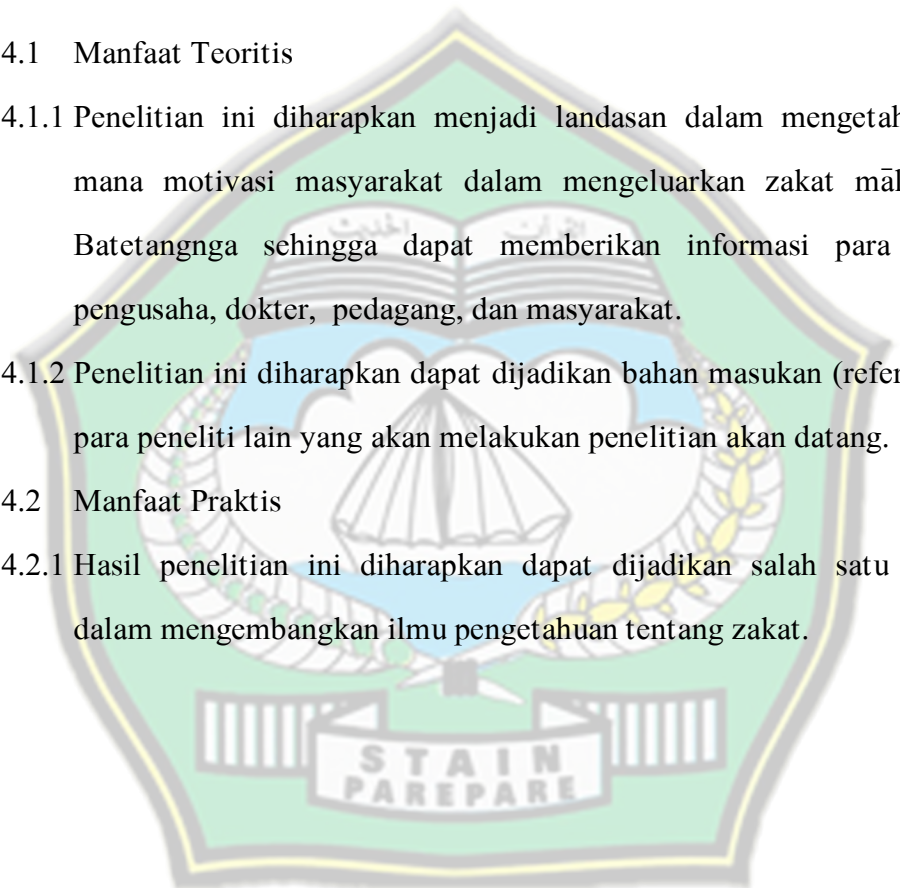 4.1 Manfaat Teoritis
4.1.1 Penelitian ini diharapkan menjadi landasan dalam mengetah
mana motivasi masyarakat dalam mengeluarkan zakat māl
Batetangnga sehingga dapat memberikan informasi para
pengusaha, dokter, pedagang, dan masyarakat.
4.1.2 Penelitian ini diharapkan dapat dijadikan bahan masukan (refer
para peneliti lain yang akan melakukan penelitian akan datang.
4.2 Manfaat Praktis
4.2.1 Hasil penelitian ini diharapkan dapat dijadikan salah satu
dalam mengembangkan ilmu pengetahuan tentang zakat.
STAIN
PAREPARE